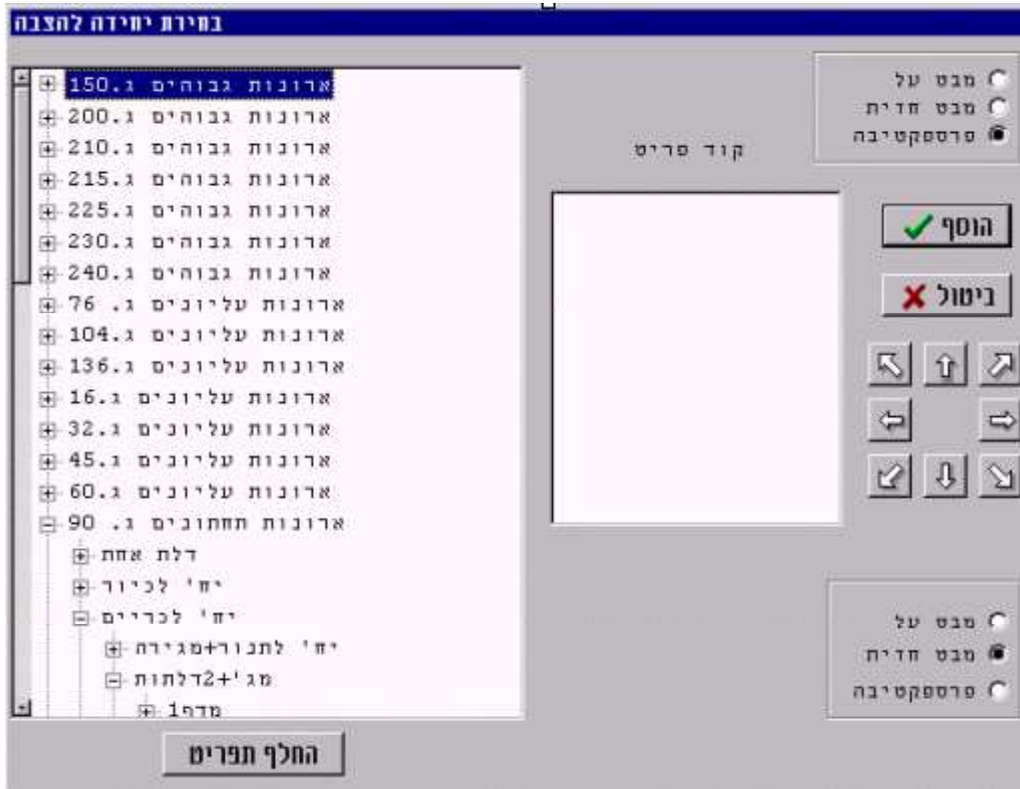 בחירת יחידה להצבה
ארונות גבוהים ג.150
ארונות גבוהים ג.200
ארונות גבוהים ג.210
ארונות גבוהים ג.215
ארונות גבוהים ג.225
ארונות גבוהים ג.230
ארונות גבוהים ג.240
ארונות עליונים ג. 76
ארונות עליונים ג.104
ארונות עליונים ג.136
ארונות עליונים ג.16
ארונות עליונים ג.32
ארונות עליונים ג.45
ארונות עליונים ג.60
ארונות תחתונים ג. 90
דלת אחת
יח' לכיור
יח' לכריים
יח' לתנור+מגירה
מג'+2דלתות
מדף1
החלף תפריט
קוד פריט
מבט על
מבט חזית
פרספקטיבה
הוסף
ביטול
מבט על
מבט חזית
פרספקטיבה